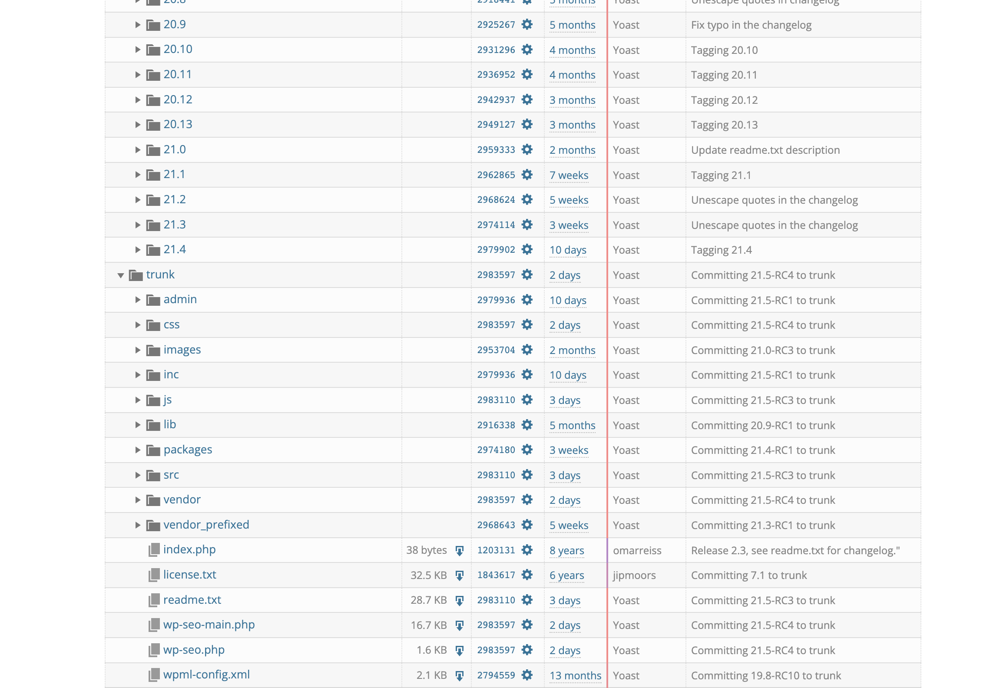 20.8 2918441 5 months Yoast Unescape quotes in changelog
20.9 2925267 5 months Yoast Fix typo in the changelog
20.10 2931296 4 months Yoast Tagging 20.10
20.11 2936952 4 months Yoast Tagging 20.11
20.12 2942937 3 months Yoast Tagging 20.12
20.13 2949127 3 months Yoast Tagging 20.13
21.0 2959333 2 months Yoast Update readme.txt description
21.1 2962865 7 weeks Yoast Tagging 21.1
21.2 2968624 5 weeks Yoast Unescape quotes in the changelog
21.3 2974114 3 weeks Yoast Unescape quotes in the changelog
21.4 2979902 10 days Yoast Tagging 21.4
trunk 2983597 2 days Yoast Committing 21.5-RC4 to trunk
admin 2979936 10 days Yoast Committing 21.5-RC1 to trunk
css 2983597 2 days Yoast Committing 21.5-RC4 to trunk
images 2953704 2 months Yoast Committing 21.0-RC3 to trunk
inc 2979936 10 days Yoast Committing 21.5-RC1 to trunk
js 2983110 3 days Yoast Committing 21.5-RC3 to trunk
lib 2916338 5 months Yoast Committing 20.9-RC1 to trunk
packages 2974180 3 weeks Yoast Committing 21.4-RC1 to trunk
src 2983110 3 days Yoast Committing 21.5-RC3 to trunk
vendor 2983597 2 days Yoast Committing 21.5-RC4 to trunk
vendor_prefixed 2968643 5 weeks Yoast Committing 21.3-RC1 to trunk
index.php 38 bytes 1203131 8 years omarreiss Release 2.3, see readme.txt for changelog."
license.txt 32.5 KB 1843617 6 years jipmoors Committing 7.1 to trunk
readme.txt 28.7 KB 2983110 3 days Yoast Committing 21.5-RC3 to trunk
wp-seo-main.php 16.7 KB 2983597 2 days Yoast Committing 21.5-RC4 to trunk
wp-seo.php 1.6 KB 2983597 2 days Yoast Committing 21.5-RC4 to trunk
wpml-config.xml 2.1 KB 2794559 13 months Yoast Committing 19.8-RC10 to trunk